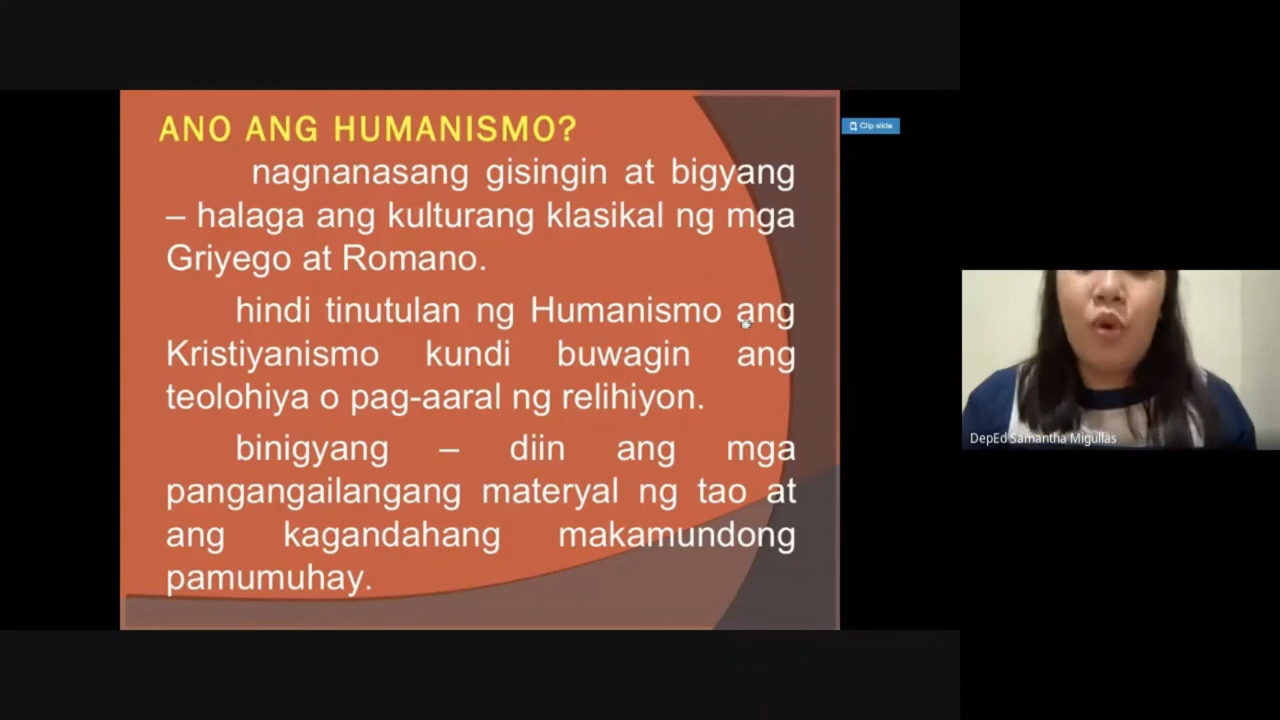 ANO ANG HUMANISMO?
nagnanasang gisingin at bigyang
– halaga ang kulturang klasikal ng mga
Griyego at Romano.
hindi tinutulan ng Humanismo ang
Kristiyanismo kundi buwagin ang
teolohiya o pag-aaral ng relihiyon.
binigyang – diin ang mga
pangangailangang materyal ng tao at
ang kagandahang makamundong
pamumuhay.
Clip slide
DepEd Samantha Migullas